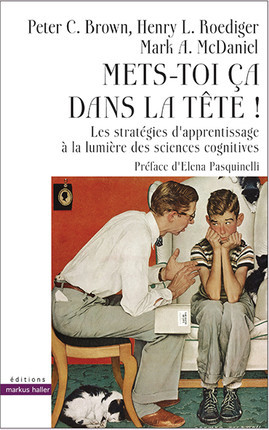 Peter C. Brown, Henry L. Roediger
Mark A. McDaniel
METS-TOI ÇA
DANS LA TÊTE !
Les stratégies d'apprentissage
à la lumière des sciences cognitives
Préface d'Elena Pasquinelli
éditions
markus haller